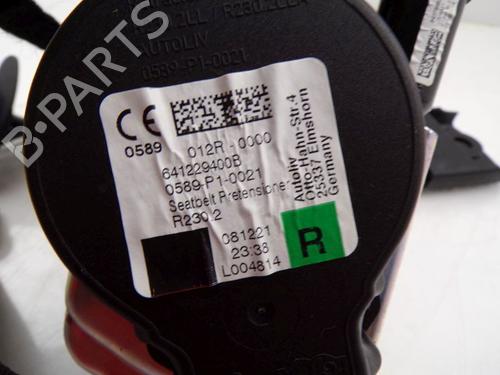 AUTOLIV
0589-P1-0021
CE
0589
012R - 0000
641229400B
0589-P1-0021
Seatbelt Pretensioner
R230.2
081221
23:38
L004814
R
Autoliv
Otto-Hahn-Str.4
25337 Elmshorn
Germany